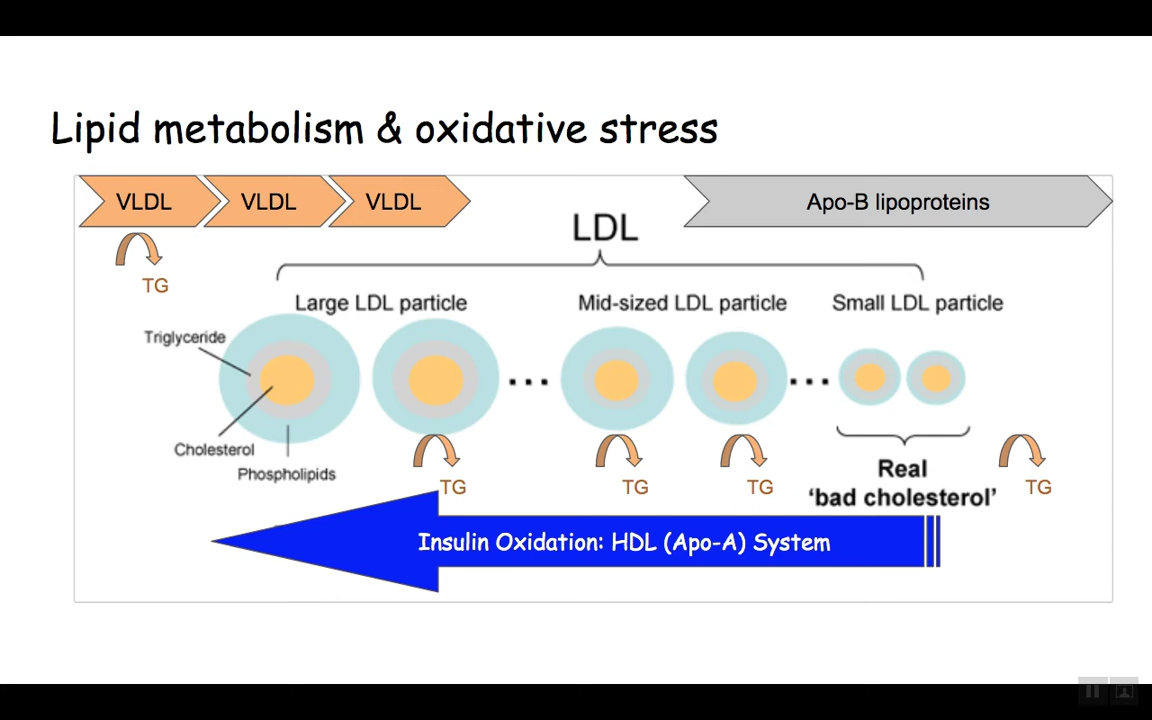 Lipid metabolism & oxidative stress
VLDL
VLDL
VLDL
Apo-B lipoproteins
LDL
TG
Large LDL particle
Mid-sized LDL particle
Small LDL particle
Triglyceride
Cholesterol
Phospholipids
TG
TG
TG
Real
‘bad cholesterol’
TG
Insulin Oxidation: HDL (Apo-A) System